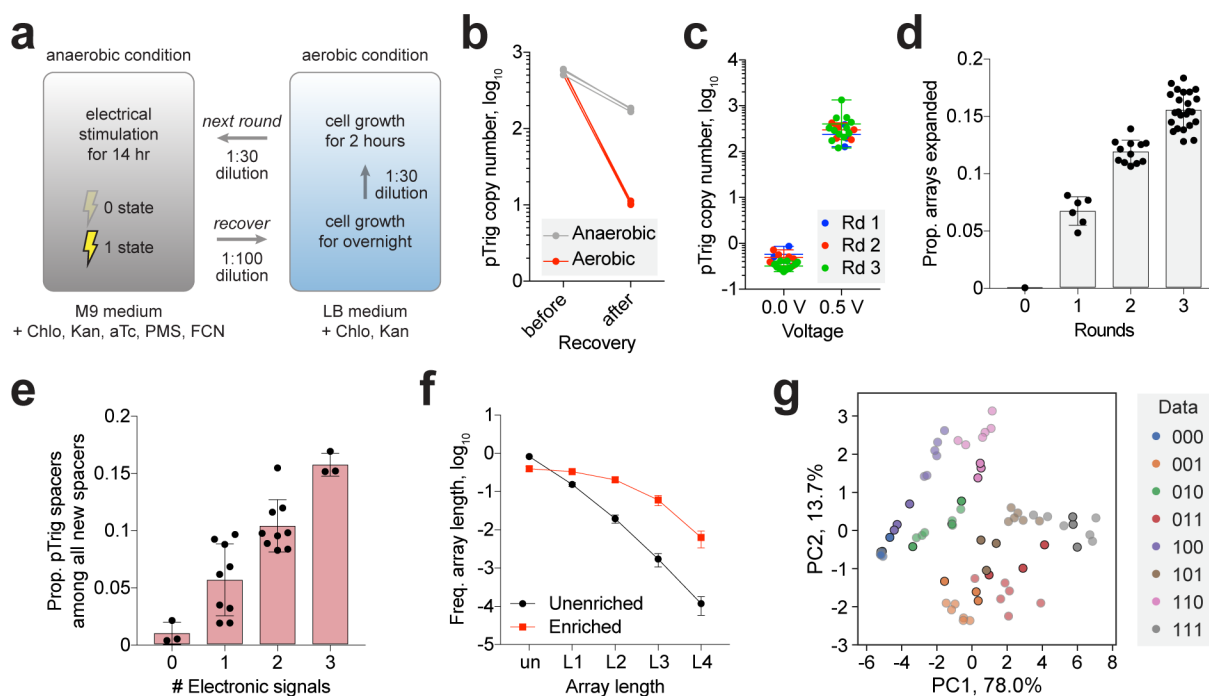 a
anaerobic condition
aerobic condition
electrical
stimulation
for 14 hr
0 state
1 state
next round
1:30
dilution
recover
1:100
dilution
cell growth
for 2 hours
1:30
dilution
cell growth
for overnight
M9 medium
+ Chlo, Kan, aTc, PMS, FCN
LB medium
+ Chlo, Kan
b
pTrig copy number, log10
3
2
1
0
Anaerobic
Aerobic
before
after
Recovery
c
pTrig copy number, log10
4
3
2
1
-0
-1
Rd 1
Rd 2
Rd 3
0.0 V
0.5 V
Voltage
d
Prop. arrays expanded
0.2
0.15
0.1
0.05
0
0
1
2
3
Rounds
e
Prop. pTrig spacers
among all new spacers
0.2
0.15
0.1
0.05
0
0
1
2
3
# Electronic signals
f
Freq. array length, log10
1
-0
-1
-2
-3
-4
-5
Unenriched
Enriched
un
L1
L2
L3
L4
Array length
g
PC2, 13.7%
3
2
1
0
-1
-2
-3
-6
-4
-2
0
2
4
6
8
PC1, 78.0%
Data
000
001
010
011
100
101
110
111